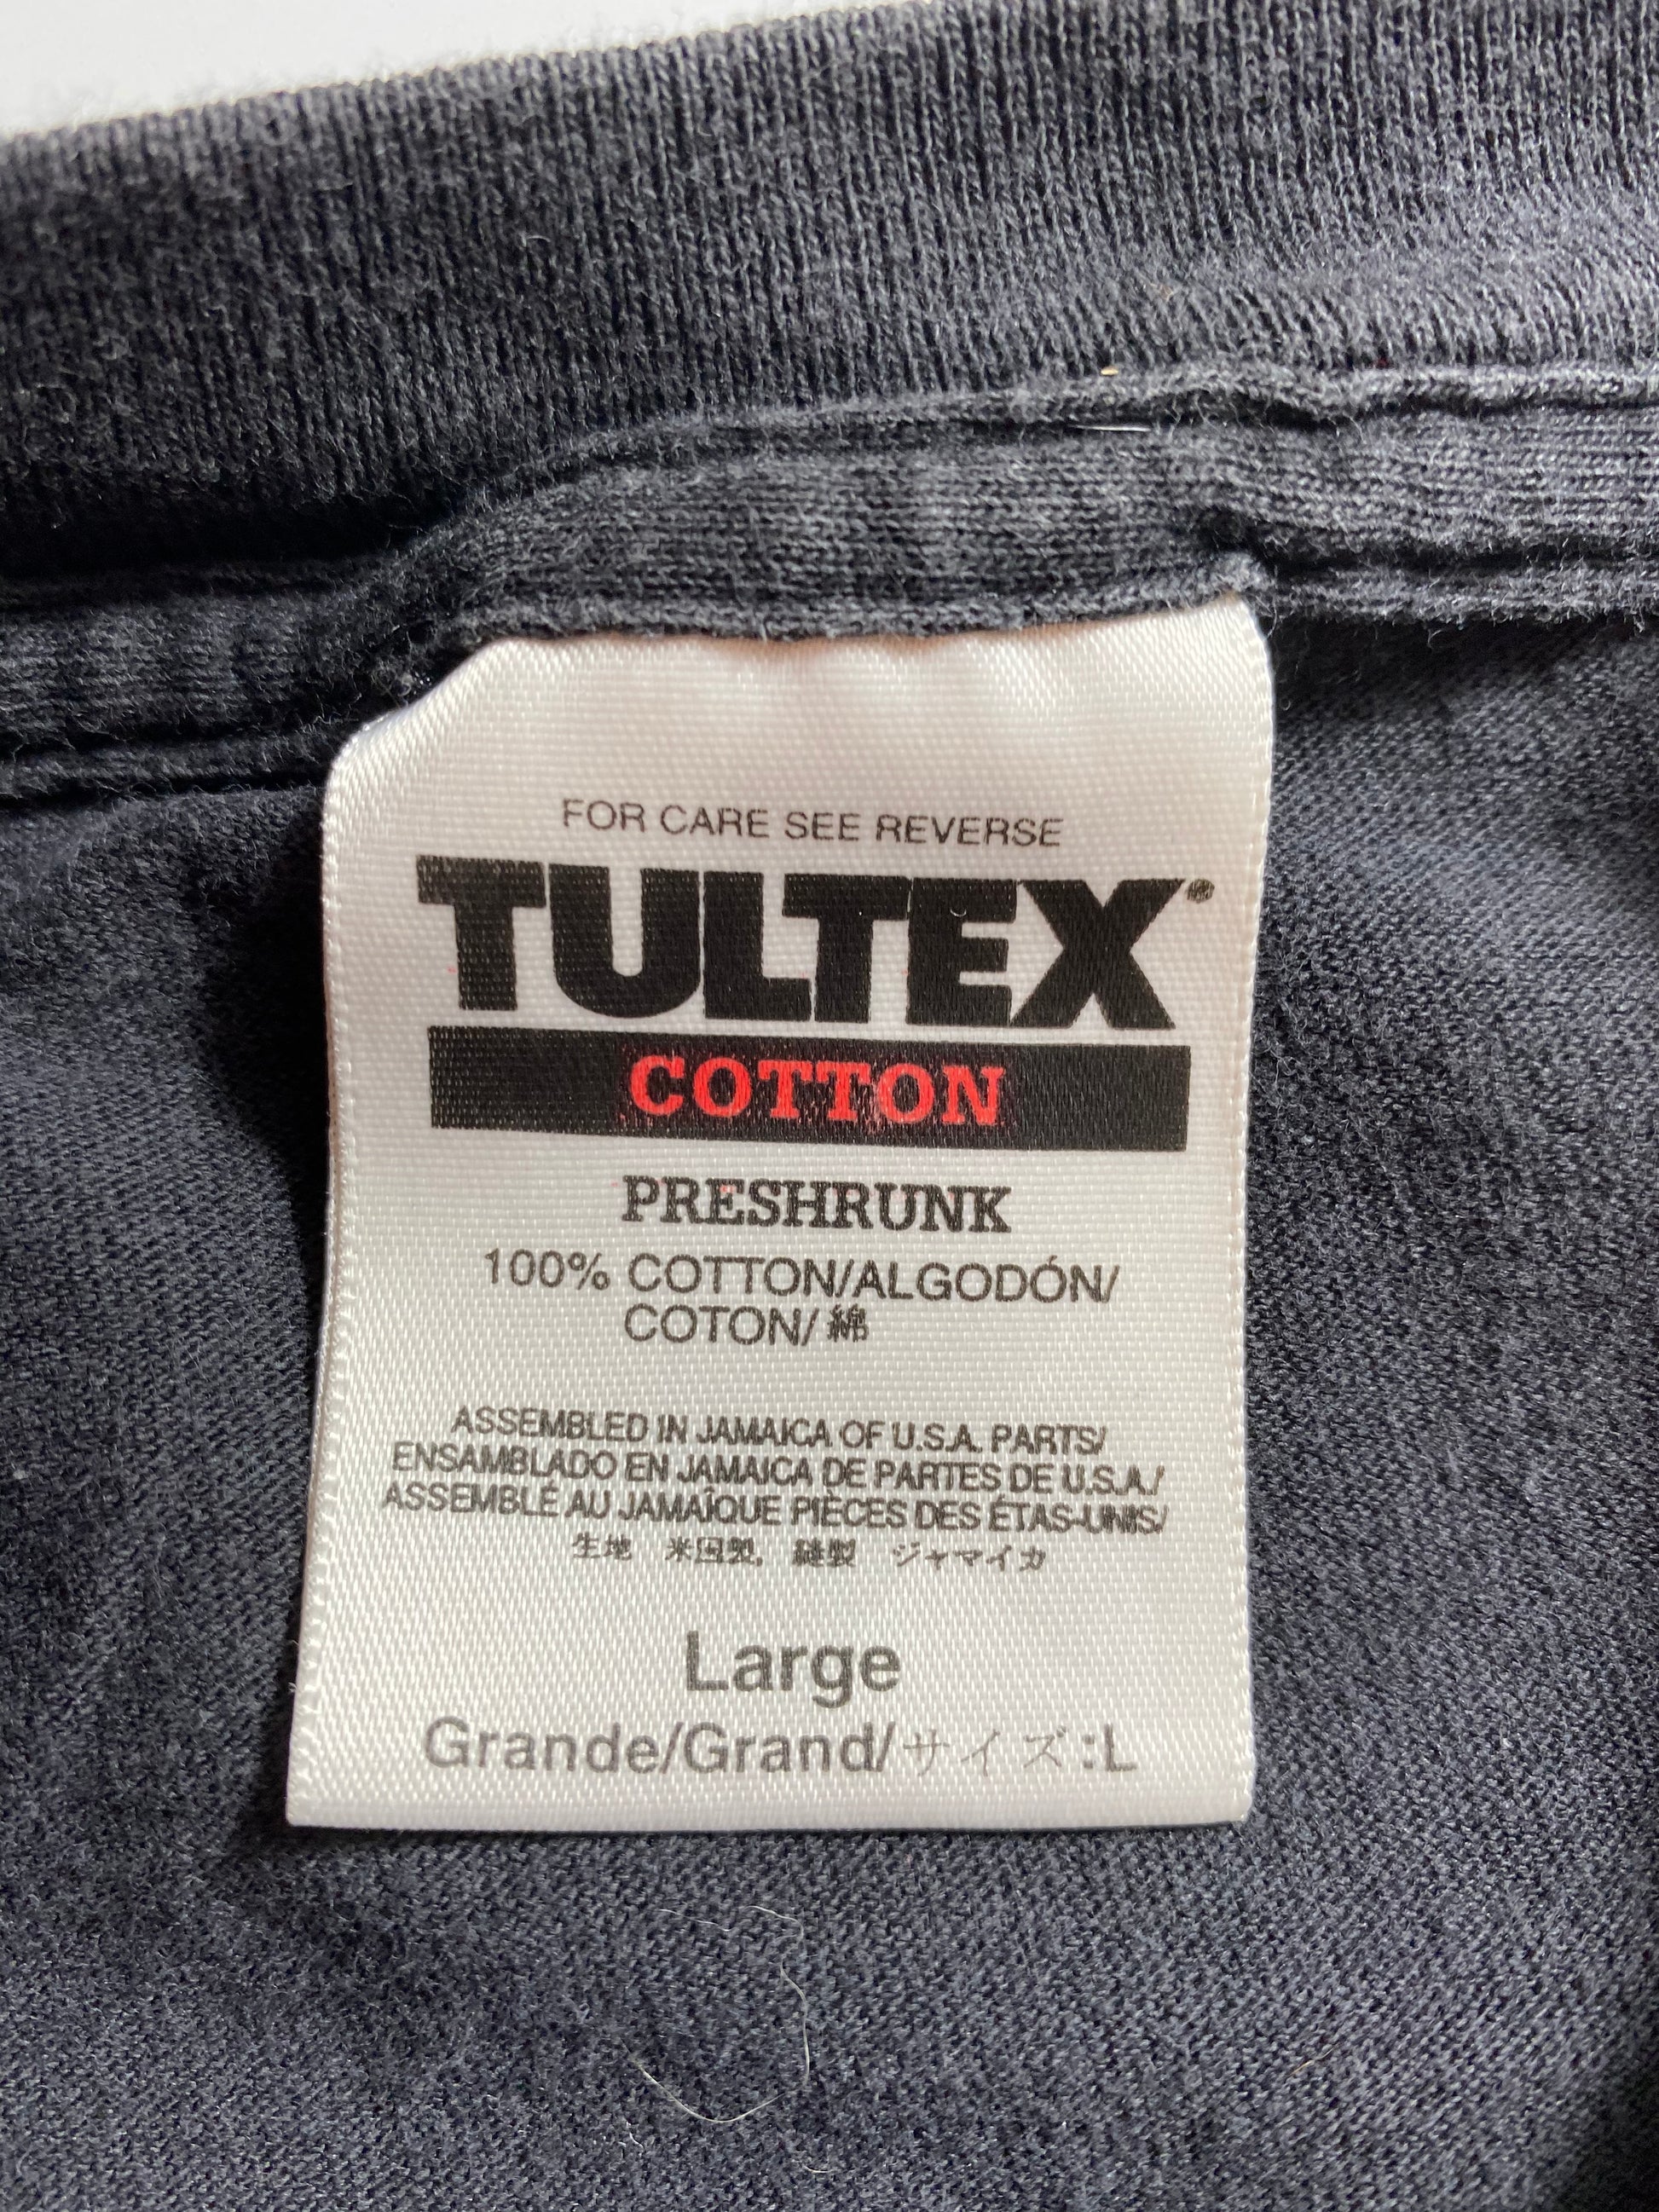 FOR CARE SEE REVERSE
TULTEX®
COTTON
PRESHRUNK
100% COTTON/ALGODÓN/
COTON/綿
ASSEMBLED IN JAMAICA OF U.S.A. PARTS/
ENSAMBLADO EN JAMAICA DE PARTES DE U.S.A./
ASSEMBLÉ AU JAMAÎQUE PIÈCES DES ÉTAS-UNIS/
生地 米国製, 縫製 ジャマイカ
Large
Grande/Grand/サイズ:L